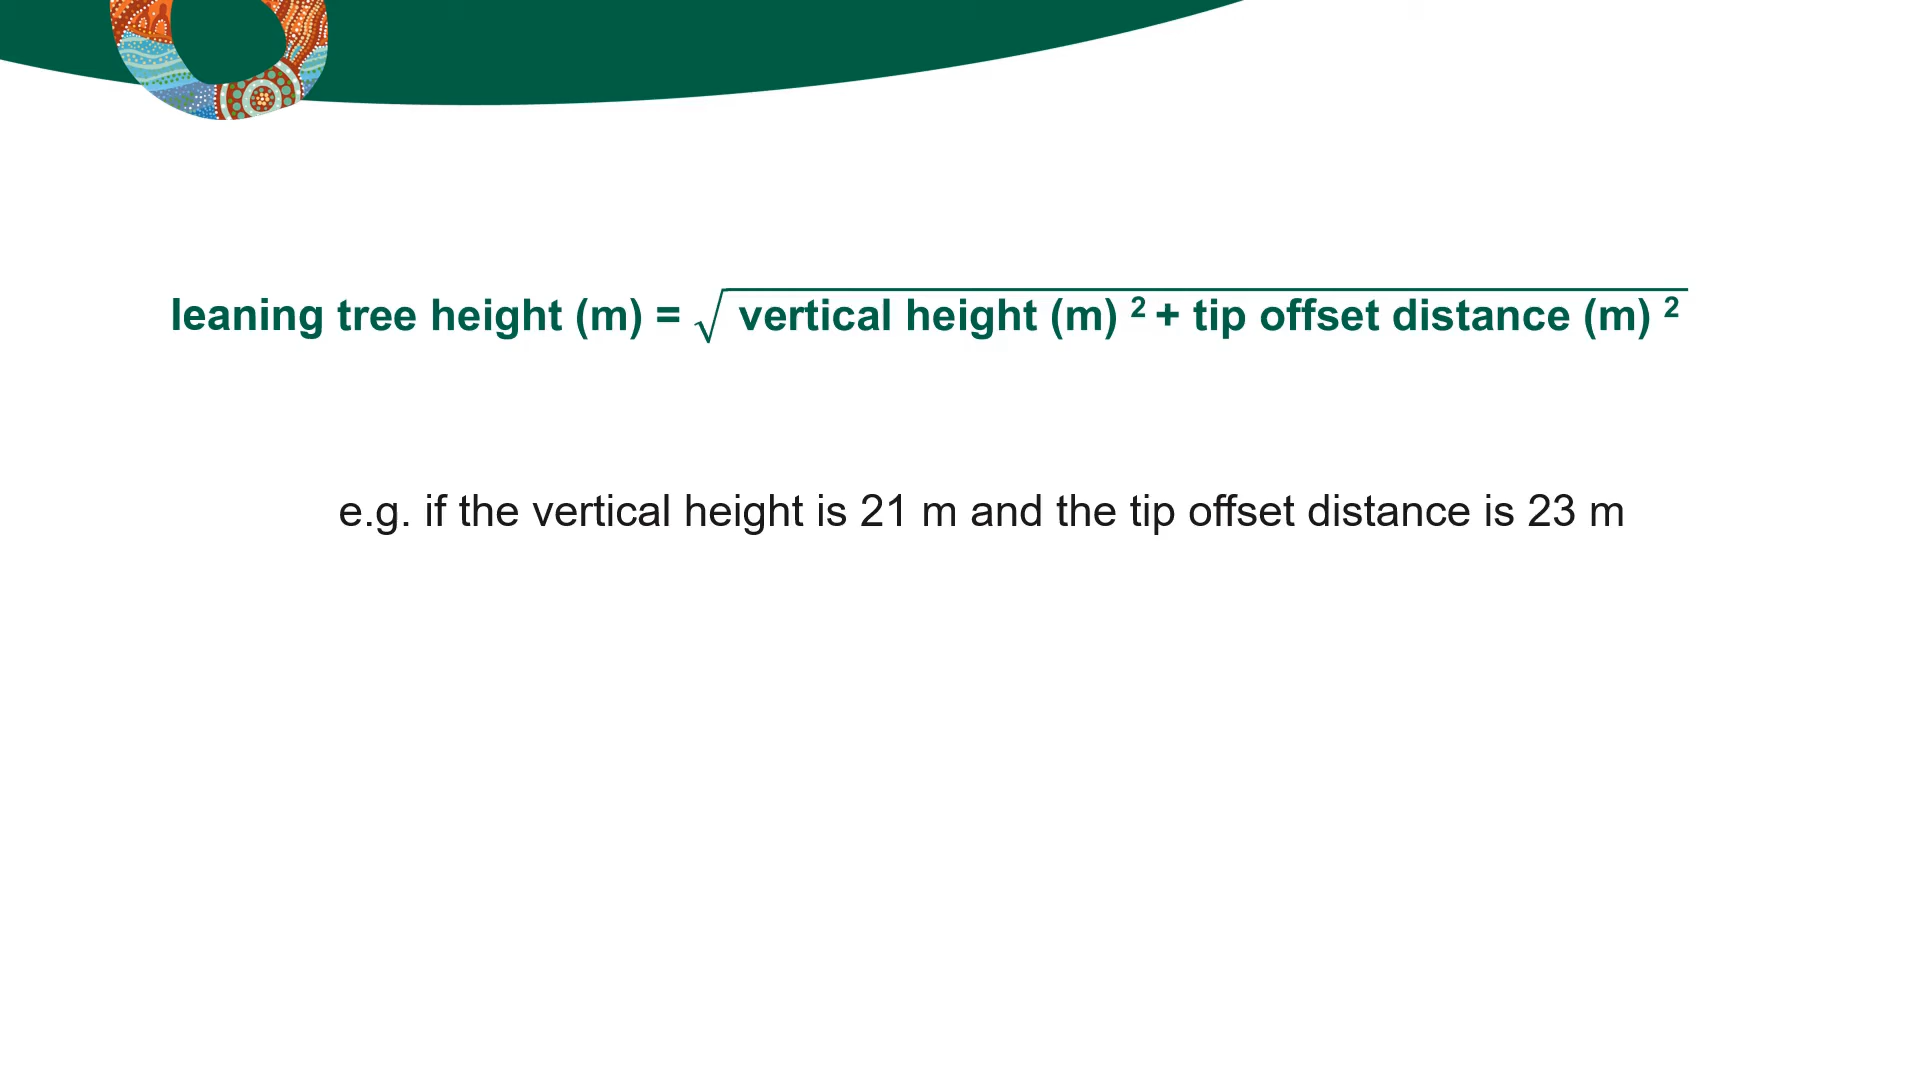 leaning tree height (m) = √ vertical height (m) ² + tip offset distance (m) ²
e.g. if the vertical height is 21 m and the tip offset distance is 23 m